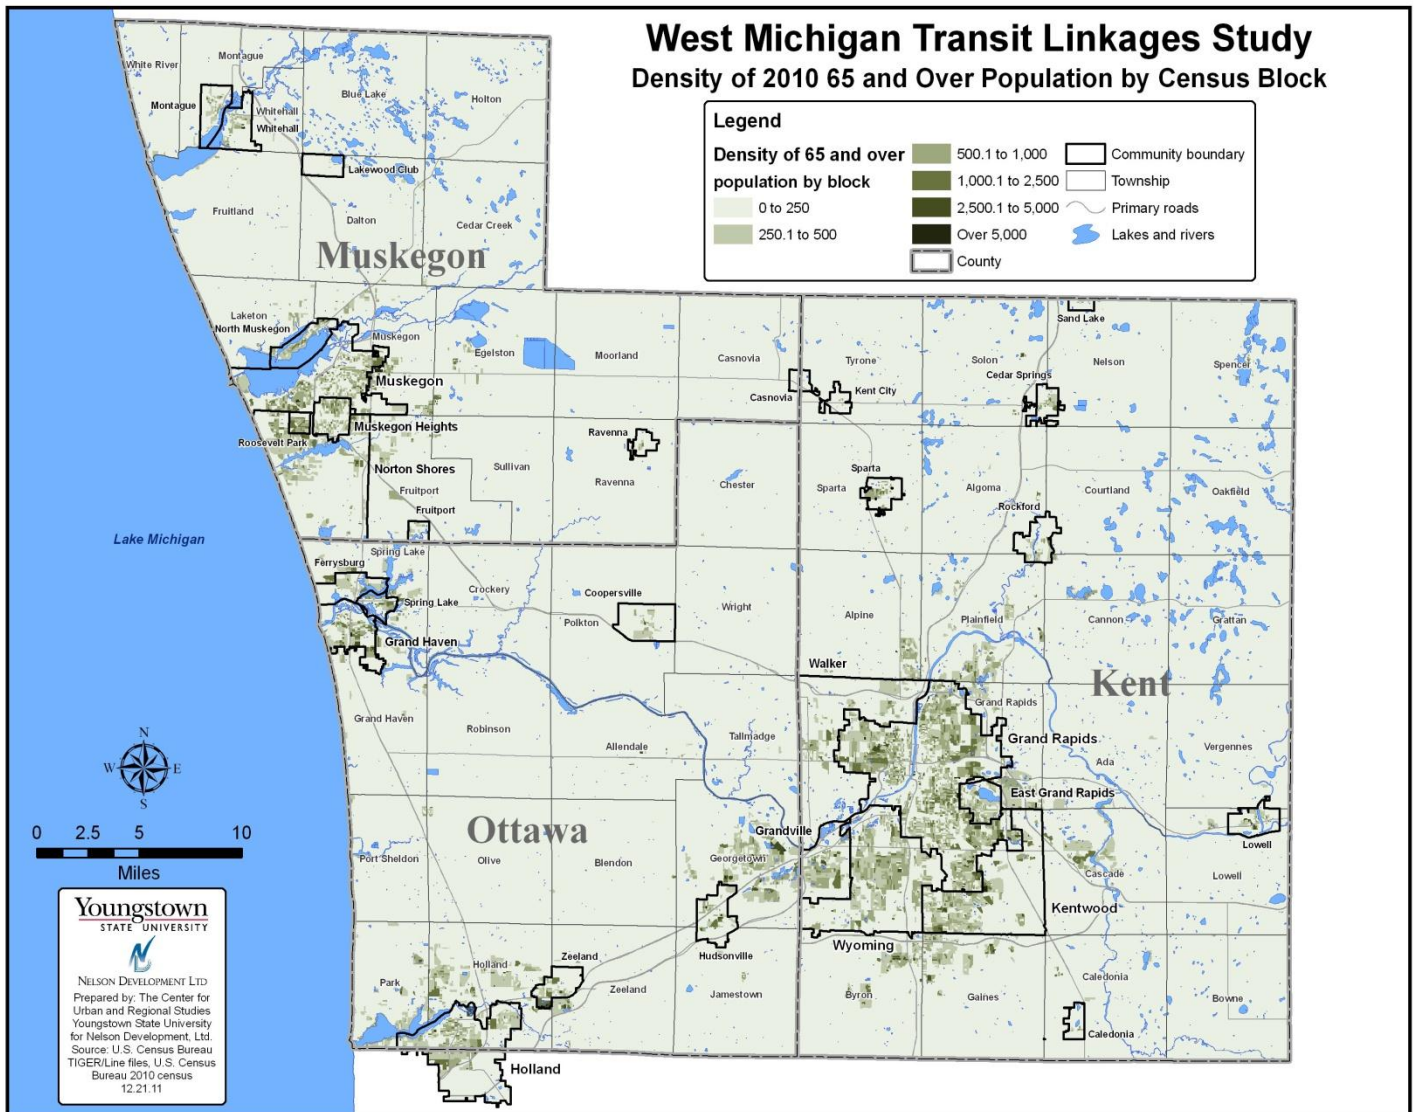 West Michigan Transit Linkages Study
Density of 2010 65 and Over Population by Census Block
Legend
Density of 65 and over
population by block
0 to 250
250.1 to 500
500.1 to 1,000
1,000.1 to 2,500
2,500.1 to 5,000
Over 5,000
County
Community boundary
Township
Primary roads
Lakes and rivers
White River
Montague
Montague
Blue Lake
Holton
Whitehall
Whitehall
Lakewood Club
Fruitland
Dalton
Cedar Creek
Muskegon
Laketon
North Muskegon
Muskegon
Egelston
Moorland
Casnovia
Muskegon
Casnovia
Muskegon Heights
Roosevelt Park
Ravenna
Norton Shores
Sullivan
Ravenna
Fruitport
Fruitport
Chester
Sand Lake
Tyrone
Solon
Nelson
Spencer
Cedar Springs
Kent City
Sparta
Sparta
Algoma
Courtland
Oakfield
Rockford
Lake Michigan
Spring Lake
Ferrysburg
Crockery
Coopersville
Spring Lake
Polkton
Wright
Grand Haven
Alpine
Plainfield
Cannon
Grattan
Walker
Kent
Grand Haven
Robinson
Allendale
Tallmadge
Grand Rapids
Grand Rapids
Ada
Vergennes
East Grand Rapids
Ottawa
Grandville
Georgetown
Lowell
Port Sheldon
Olive
Blendon
Cascade
Lowell
Kentwood
Wyoming
Hudsonville
Holland
Zeeland
Park
Zeeland
Jamestown
Byron
Gaines
Caledonia
Bowne
Caledonia
Holland
N
W E
S
0 2.5 5 10
Miles
Youngstown
STATE UNIVERSITY
NELSON DEVELOPMENT LTD
Prepared by: The Center for
Urban and Regional Studies
Youngstown State University
for Nelson Development, Ltd.
Source: U.S. Census Bureau
TIGER/Line files, U.S. Census
Bureau 2010 census
12.21.11